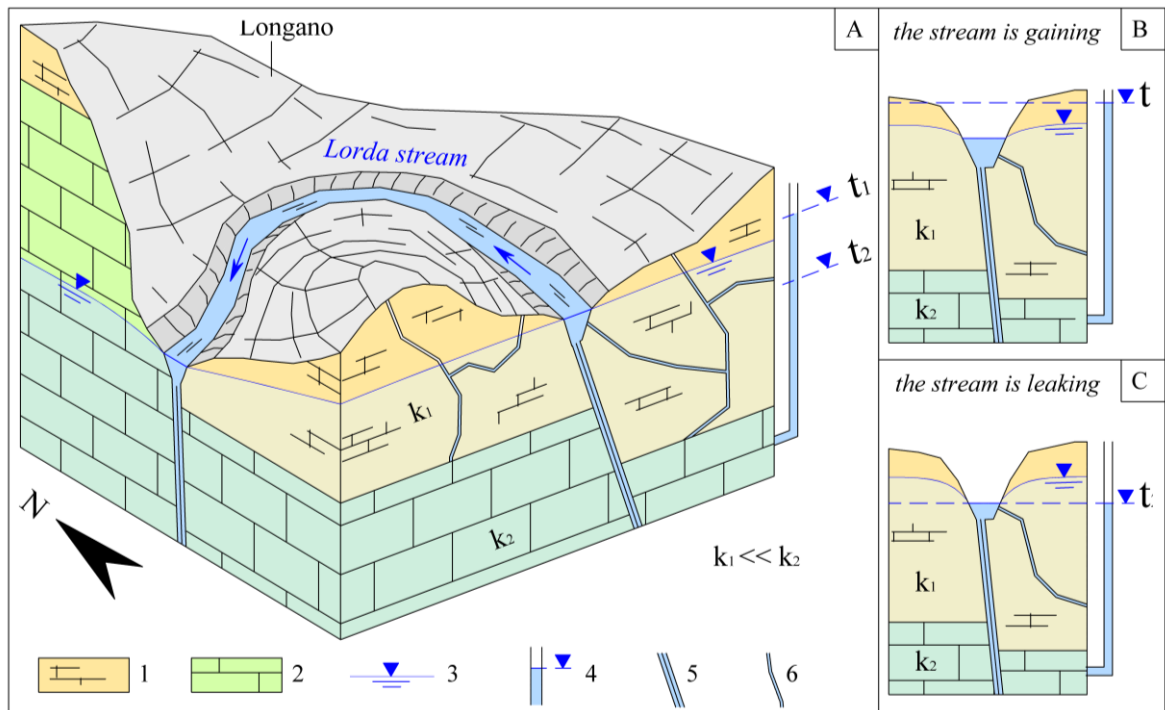 Longano
A
Lorda stream
t₁
t₂
k₁
k₂
k₁ << k₂
N
1
2
3
4
5
6
the stream is gaining
B
t
k₁
k₂
the stream is leaking
C
t
k₁
k₂